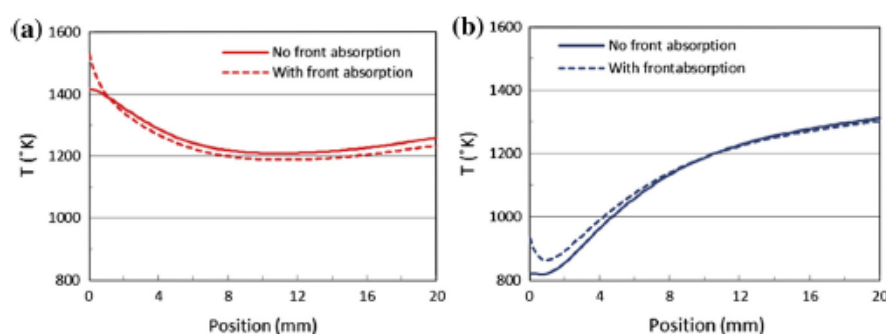 (a)
1600
1400
1200
1000
800
T (˚K)
No front absorption
With front absorption
0 4 8 12 16 20
Position (mm)
(b)
1600
1400
1200
1000
800
T (˚K)
No front absorption
With frontabsorption
0 4 8 12 16 20
Position (mm)